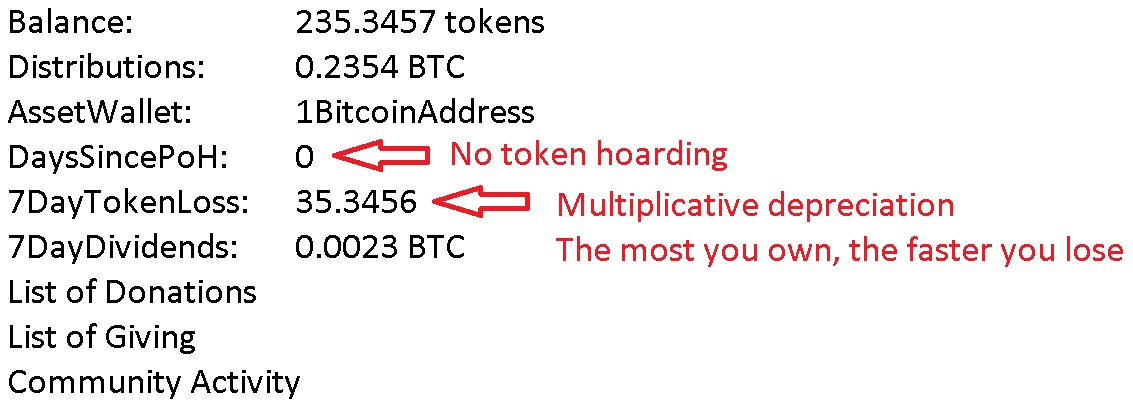 Balance: 235.3457 tokens
Distributions: 0.2354 BTC
AssetWallet: 1BitcoinAddress
DaysSincePoH: 0 No token hoarding
7DayTokenLoss: 35.3456 Multiplicative depreciation
7DayDividends: 0.0023 BTC The most you own, the faster you lose
List of Donations
List of Giving
Community Activity